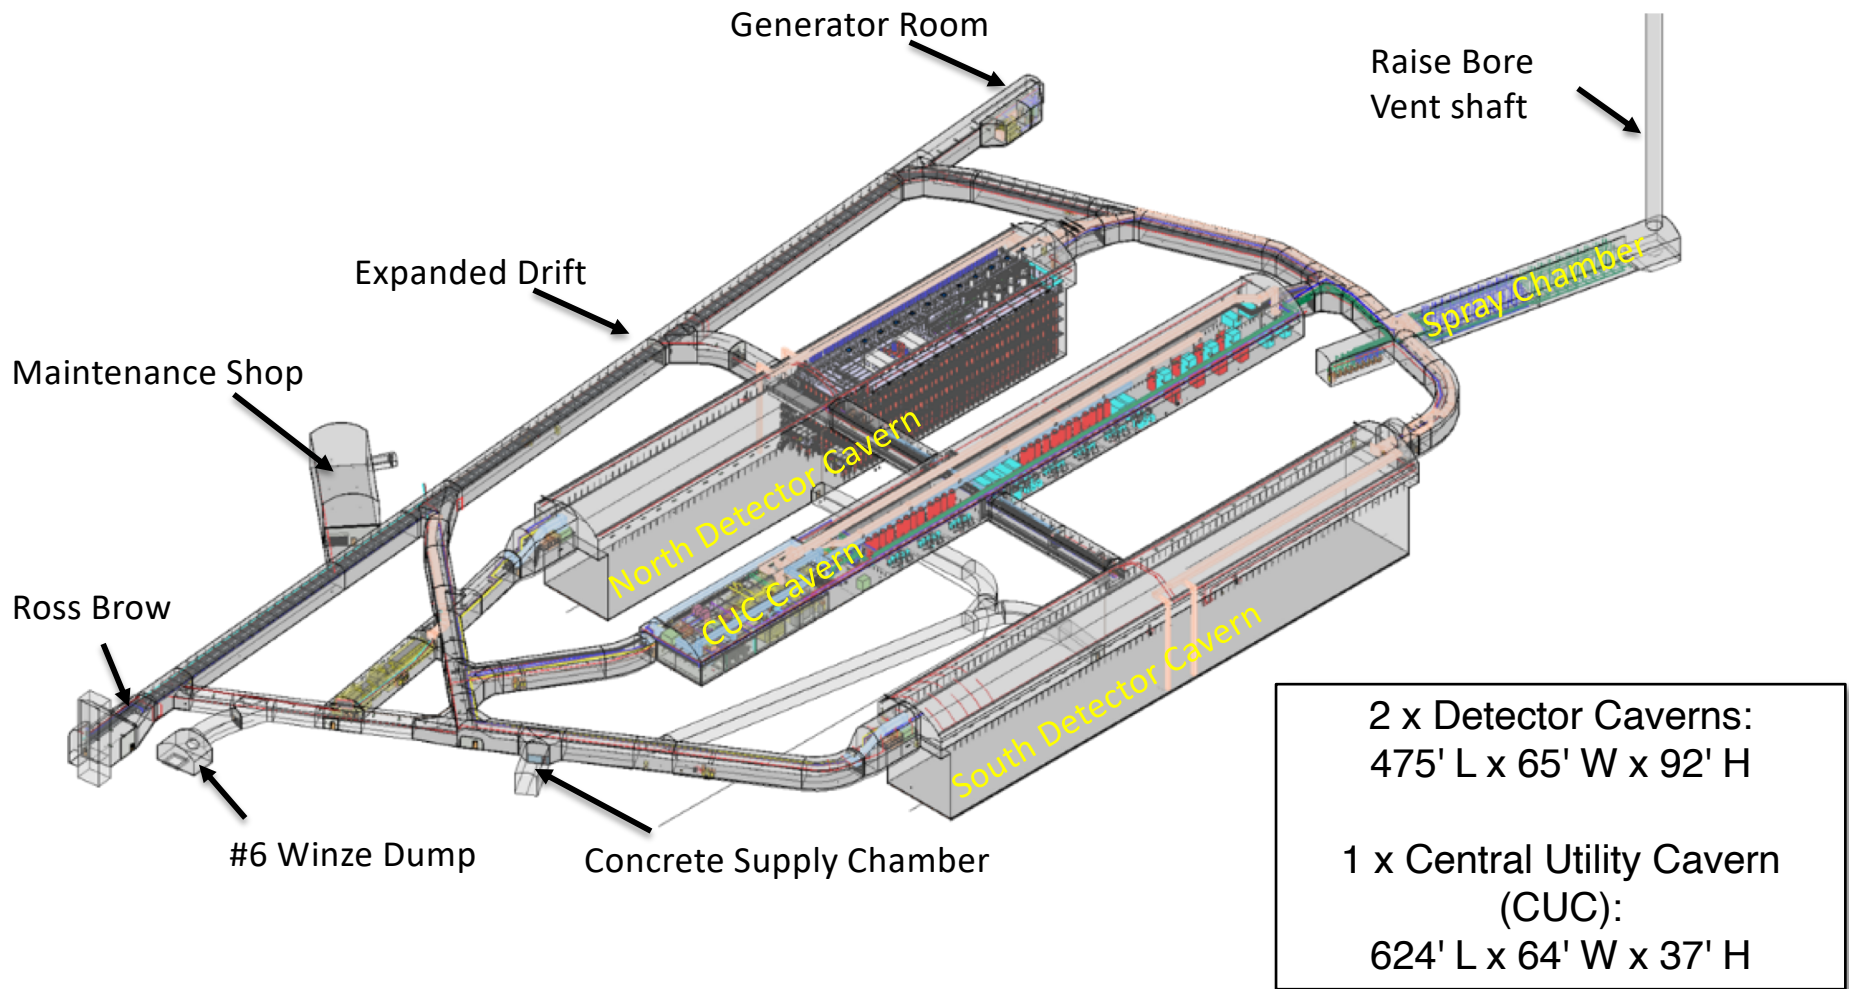 Generator Room
Raise Bore
Vent shaft
Expanded Drift
Spray Chamber
Maintenance Shop
North Detector Cavern
CUC Cavern
Ross Brow
South Detector Cavern
#6 Winze Dump
Concrete Supply Chamber
2 x Detector Caverns:
475' L x 65' W x 92' H
1 x Central Utility Cavern
(CUC):
624' L x 64' W x 37' H